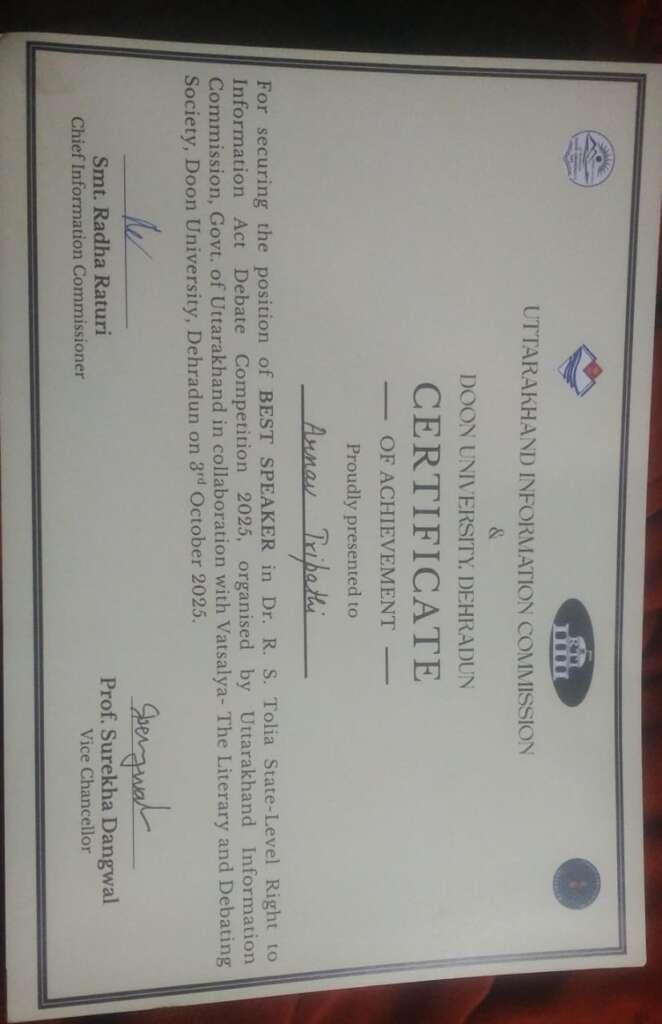 UTTARAKHAND INFORMATION COMMISSION
&
DOON UNIVERSITY, DEHRADUN
CERTIFICATE
OF ACHIEVEMENT
Proudly presented to
Arnav Tripathi
For securing the position of BEST SPEAKER in Dr. R. S. Tolia State-Level Right to
Information Act Debate Competition 2025, organised by Uttarakhand Information
Commission, Govt. of Uttarakhand in collaboration with Vatsalya- The Literary and Debating
Society, Doon University, Dehradun on 3rd October 2025.
Smt. Radha Raturi
Chief Information Commissioner
Prof. Surekha Dangwal
Vice Chancellor